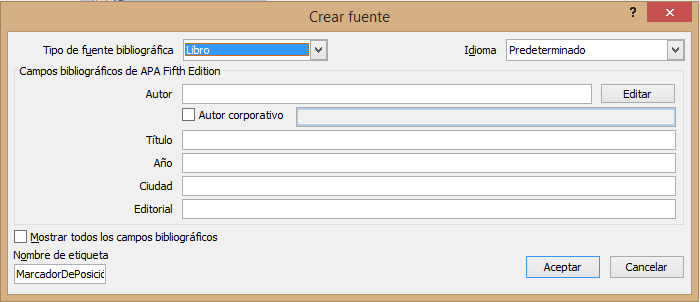 Crear fuente
? x
Tipo de fuente bibliográfica Libro Idioma Predeterminado
Campos bibliográficos de APA Fifth Edition
Autor Editar
Autor corporativo
Título
Año
Ciudad
Editorial
Mostrar todos los campos bibliográficos
Nombre de etiqueta
MarcadorDePosició
Aceptar Cancelar